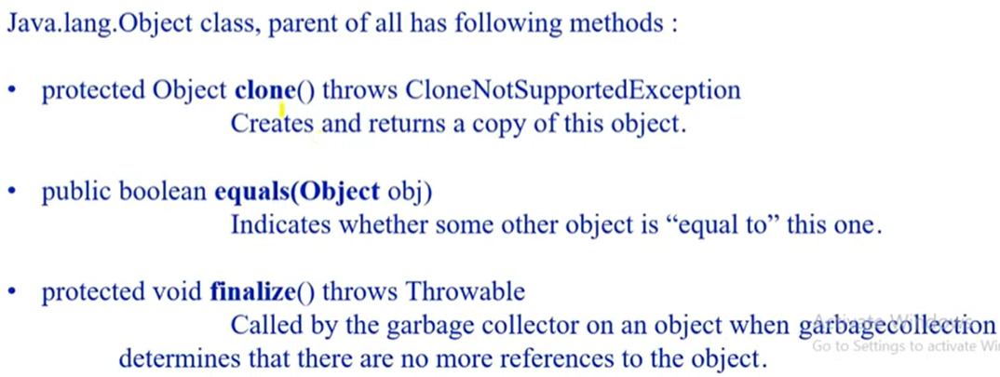 Java.lang.Object class, parent of all has following methods :
• protected Object clone() throws CloneNotSupportedException
Creates and returns a copy of this object.
• public boolean equals(Object obj)
Indicates whether some other object is “equal to” this one.
• protected void finalize() throws Throwable
Called by the garbage collector on an object when garbagecollection
determines that there are no more references to the object.
Activate Windows
Go to Settings to activate Wi